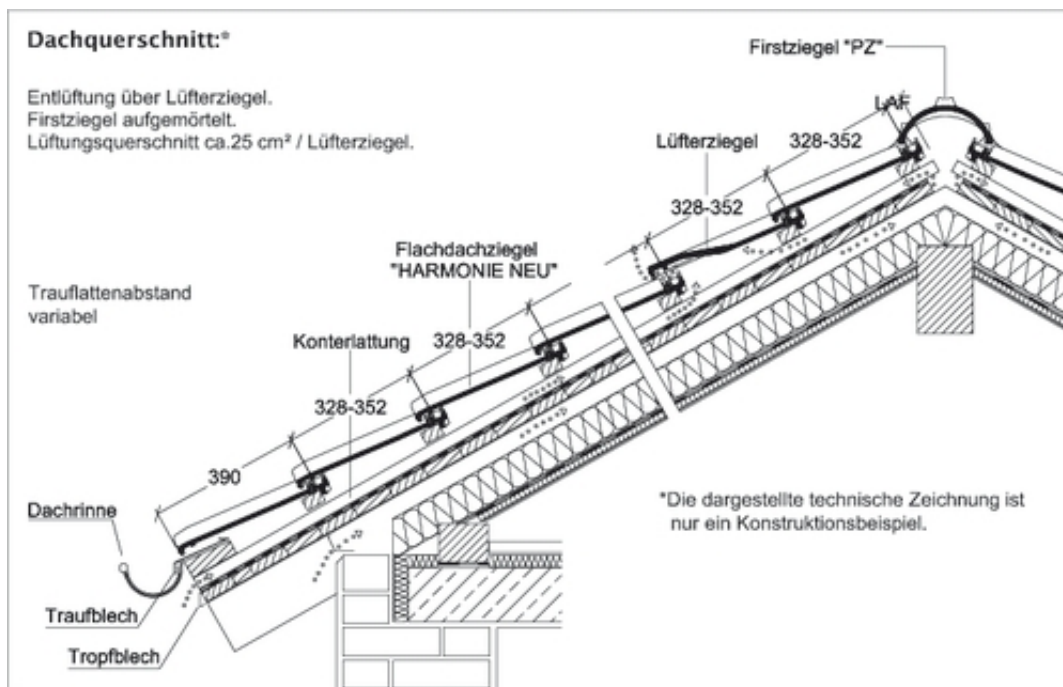 Dachquerschnitt:*
Entlüftung über Lüfterziegel.
Firstziegel aufgemörtelt.
Lüftungsquerschnitt ca.25 cm² / Lüfterziegel.
Firstziegel "PZ"
LAF
328-352
Lüfterziegel
328-352
Flachdachziegel
"HARMONIE NEU"
328-352
Trauflattenabstand
variabel
Konterlattung
328-352
390
Dachrinne
Traufblech
Tropfblech
*Die dargestellte technische Zeichnung ist
nur ein Konstruktionsbeispiel.